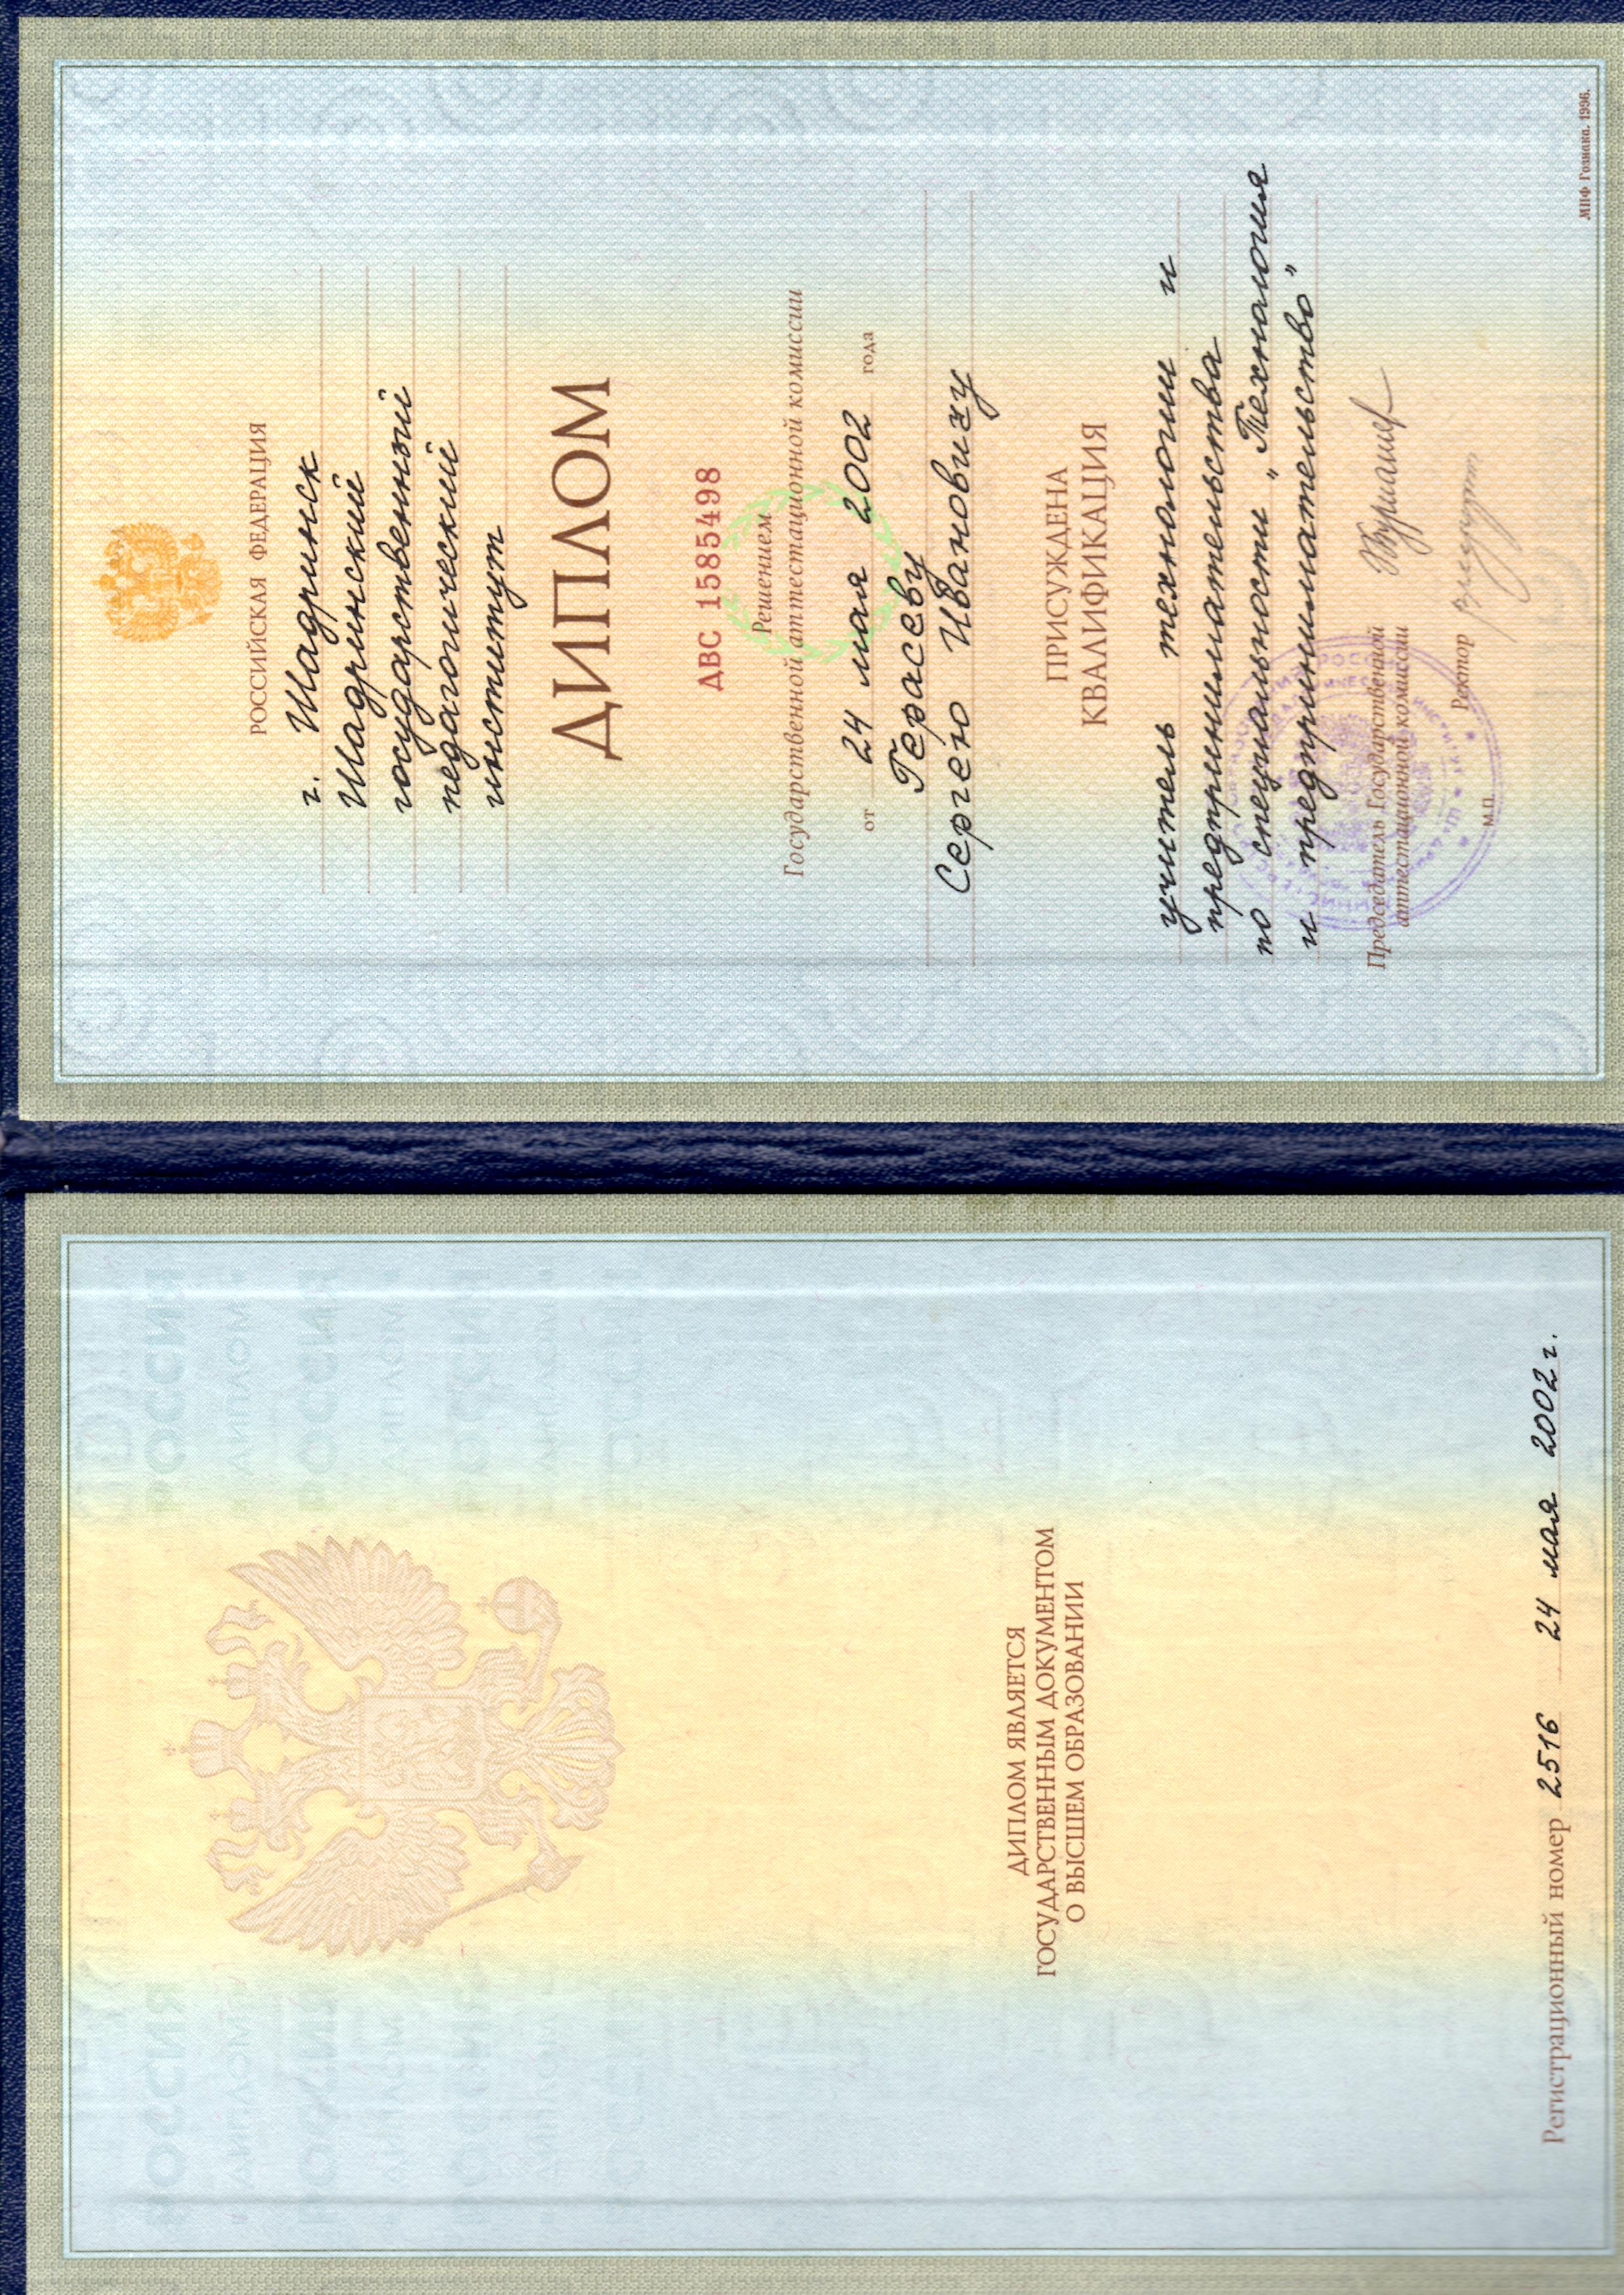 ДИПЛОМ ЯВЛЯЕТСЯ
ГОСУДАРСТВЕННЫМ ДОКУМЕНТОМ
О ВЫСШЕМ ОБРАЗОВАНИИ
Регистрационный номер 2516 24 мая 2002 г.
РОССИЙСКАЯ ФЕДЕРАЦИЯ
г. Шадринск
Шадринский
государственный
педагогический
институт
ДИПЛОМ
ДВС 1585498
Решением
Государственной аттестационной комиссии
от 24 мая 2002 года
Герасеву
Сергею Ивановичу
ПРИСУЖДЕНА
КВАЛИФИКАЦИЯ
учитель технологии и
предпринимательства
по специальности „Технология
и предпринимательство"
Председатель Государственной
аттестационной комиссии
Ректор
М.П.
МПФ Гознака. 1996.